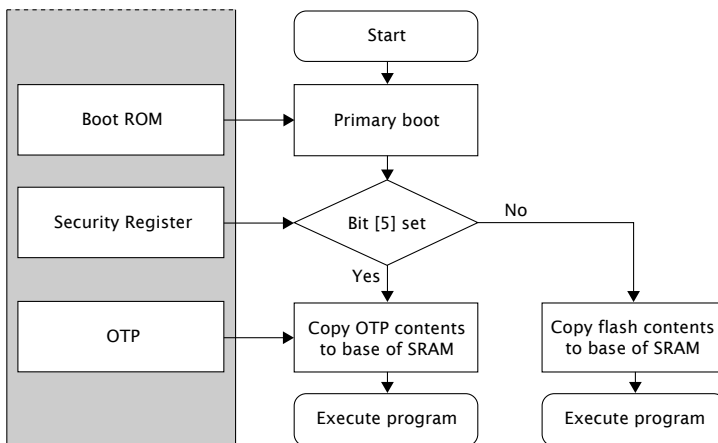 Start
Boot ROM
Primary boot
Security Register
Bit [5] set
No
Yes
OTP
Copy OTP contents
to base of SRAM
Copy flash contents
to base of SRAM
Execute program
Execute program